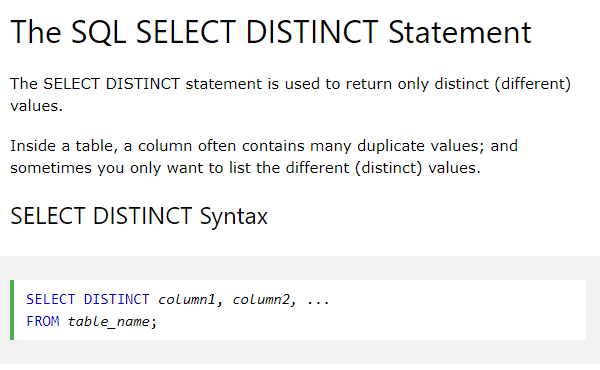 The SQL SELECT DISTINCT Statement
The SELECT DISTINCT statement is used to return only distinct (different)
values.
Inside a table, a column often contains many duplicate values; and
sometimes you only want to list the different (distinct) values.
SELECT DISTINCT Syntax
SELECT DISTINCT column1, column2, ...
FROM table_name;